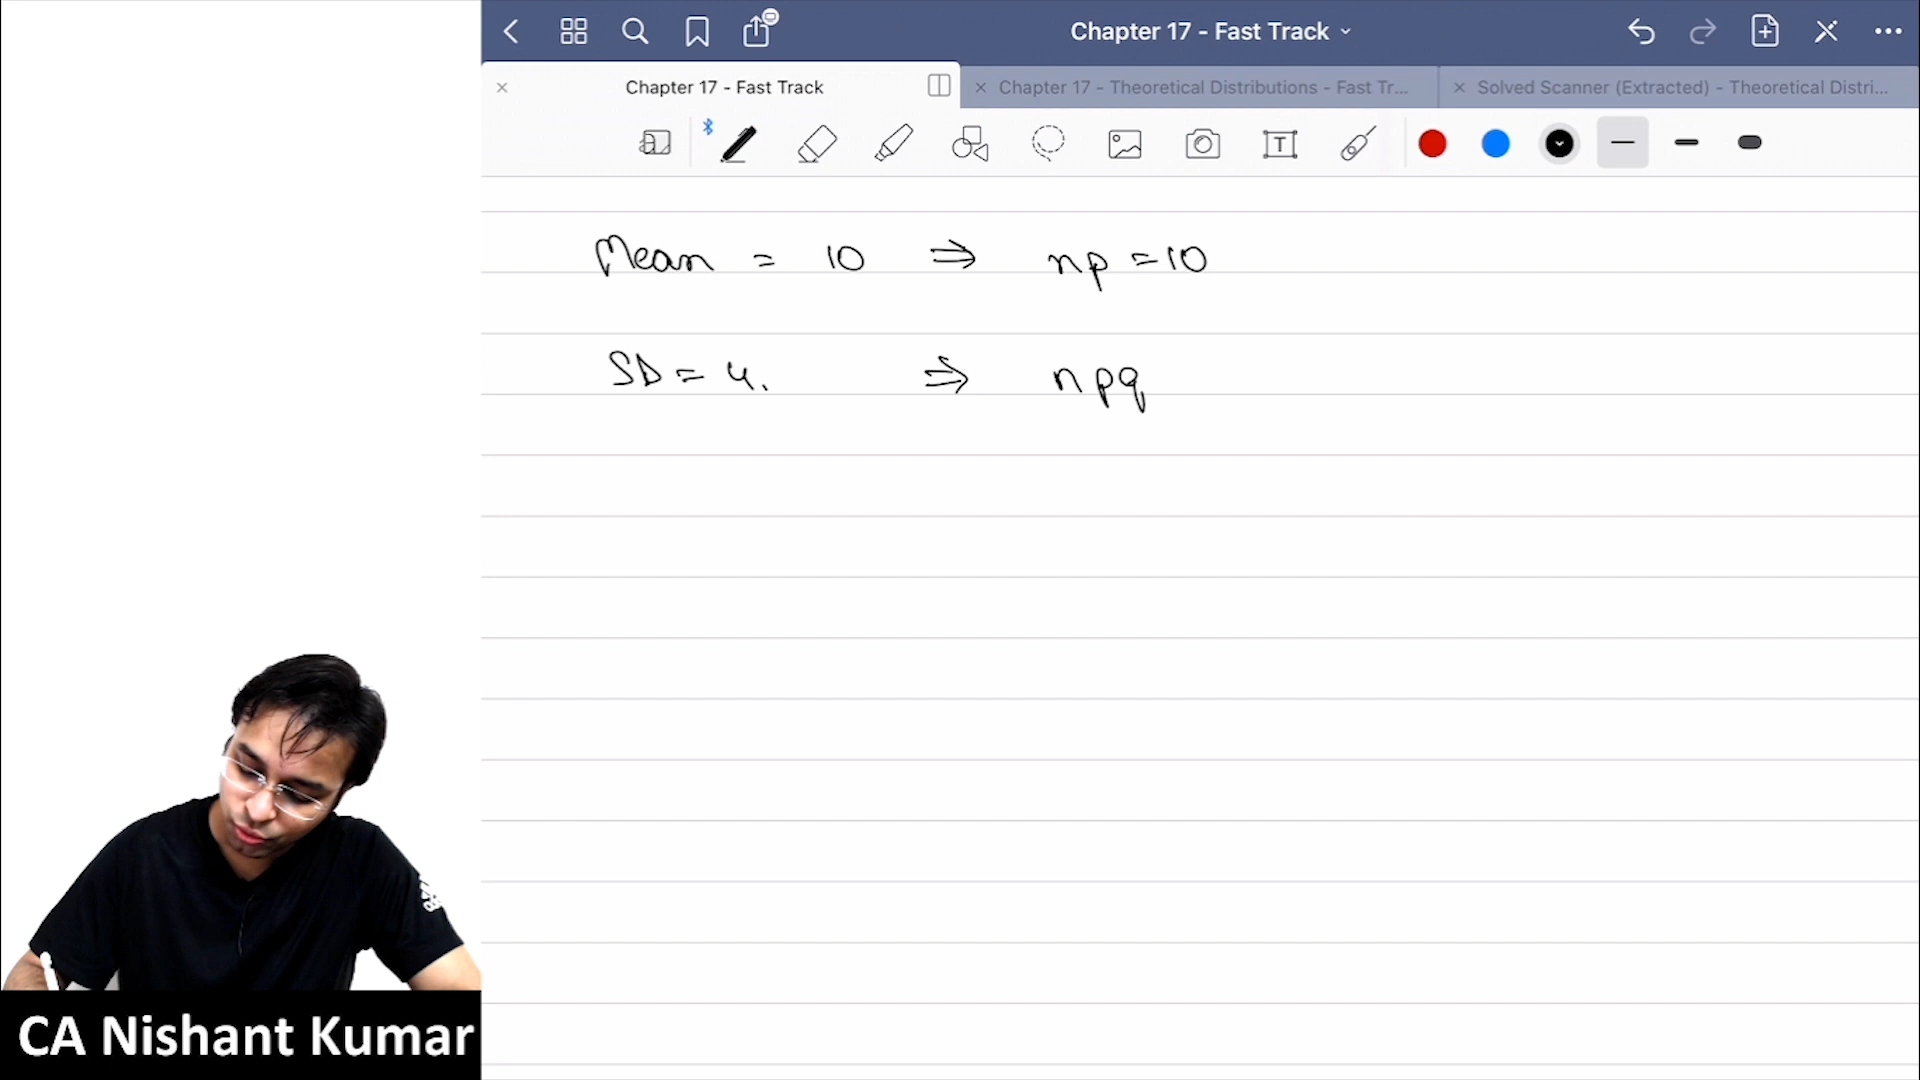 Chapter 17 - Fast Track
Chapter 17 - Fast Track
Chapter 17 - Theoretical Distributions - Fast Tr...
Solved Scanner (Extracted) - Theoretical Distri...
Mean = 10 ⇒ np = 10
SD = 4. ⇒ npq
CA Nishant Kumar